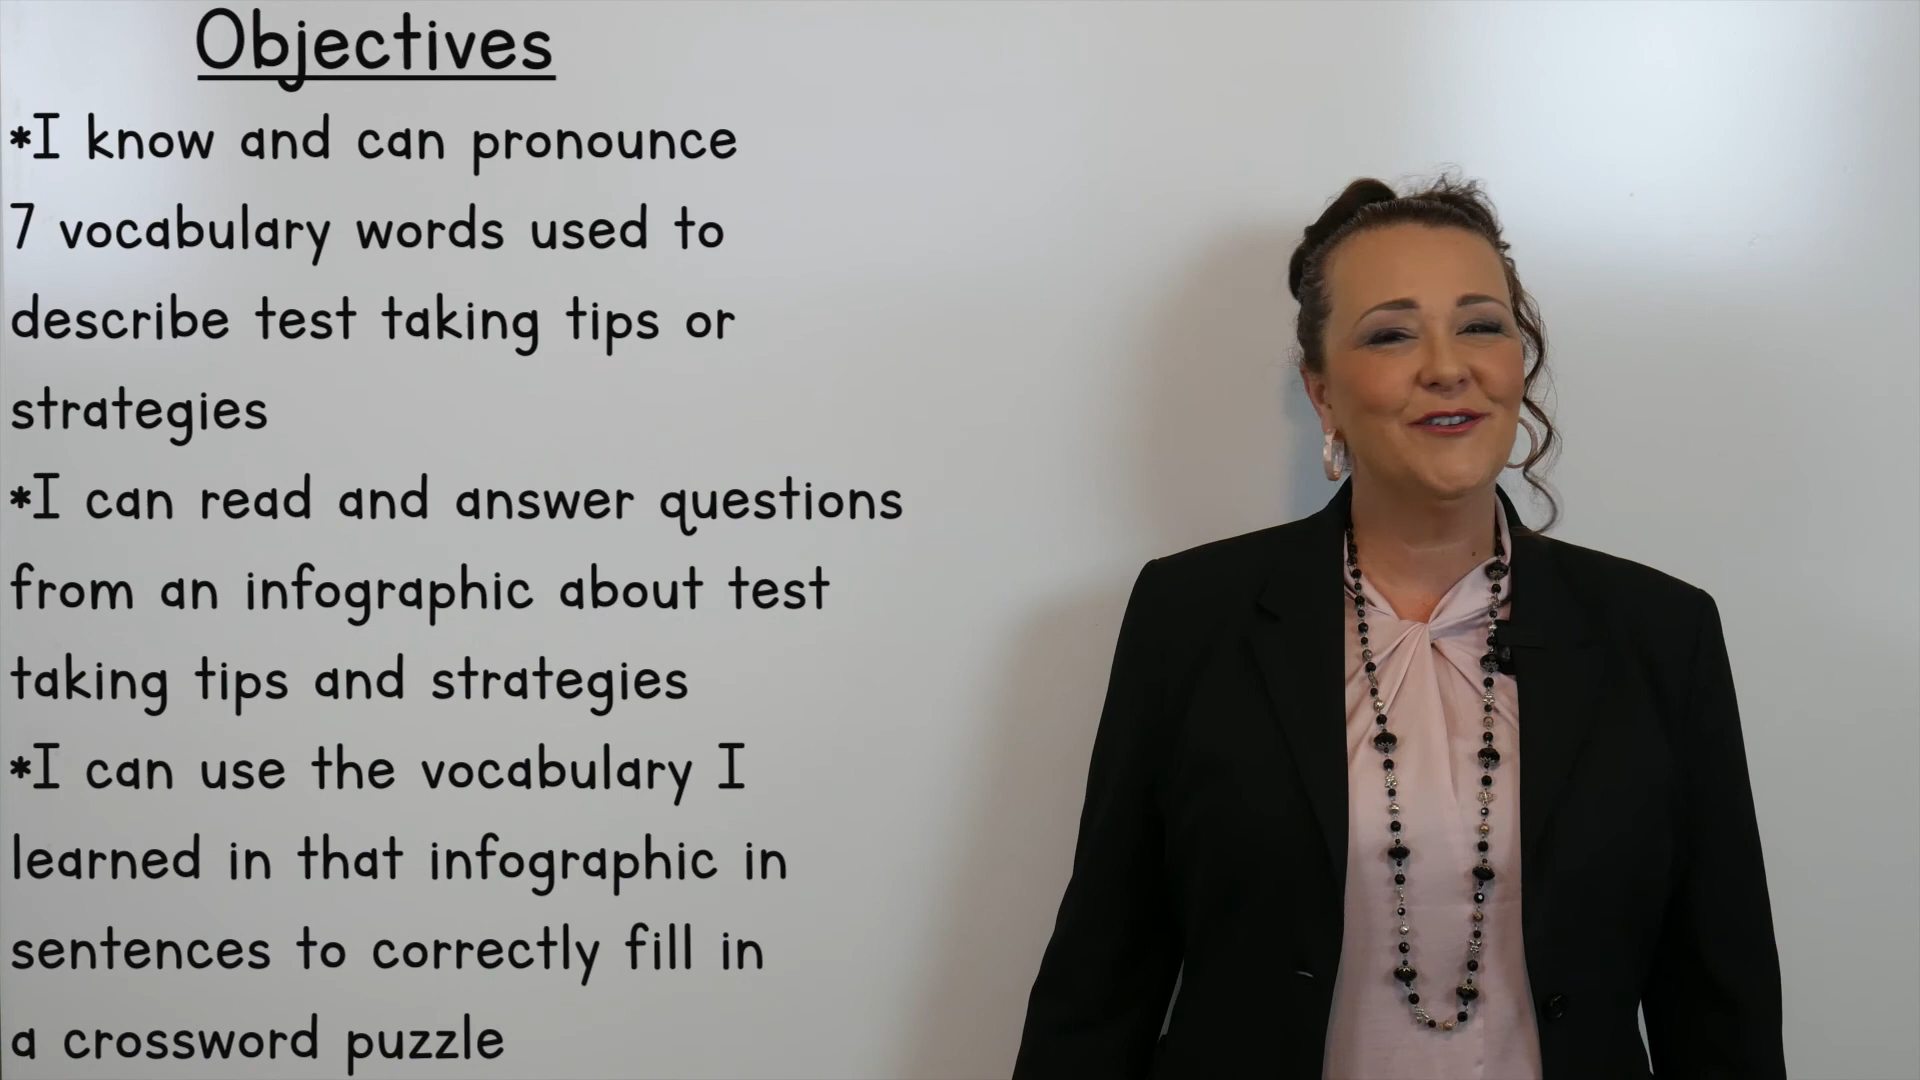 Objectives
*I know and can pronounce
7 vocabulary words used to
describe test taking tips or
strategies
*I can read and answer questions
from an infographic about test
taking tips and strategies
*I can use the vocabulary I
learned in that infographic in
sentences to correctly fill in
a crossword puzzle